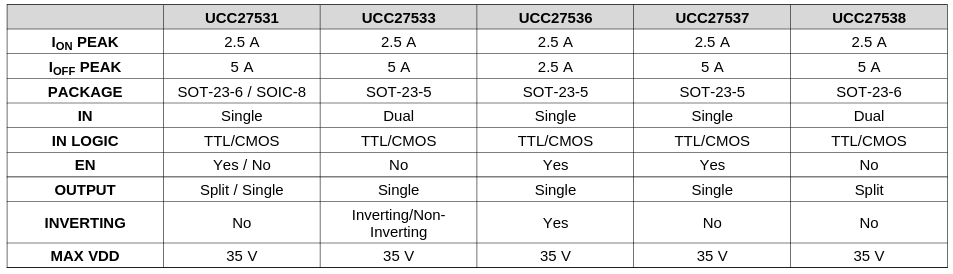 UCC27531 UCC27533 UCC27536 UCC27537 UCC27538
ION PEAK 2.5 A 2.5 A 2.5 A 2.5 A 2.5 A
IOFF PEAK 5 A 5 A 2.5 A 5 A 5 A
PACKAGE SOT-23-6 / SOIC-8 SOT-23-5 SOT-23-5 SOT-23-5 SOT-23-6
IN Single Dual Single Single Dual
IN LOGIC TTL/CMOS TTL/CMOS TTL/CMOS TTL/CMOS TTL/CMOS
EN Yes / No No Yes Yes No
OUTPUT Split / Single Single Single Single Split
INVERTING No Inverting/Non-
Inverting Yes No No
MAX VDD 35 V 35 V 35 V 35 V 35 V